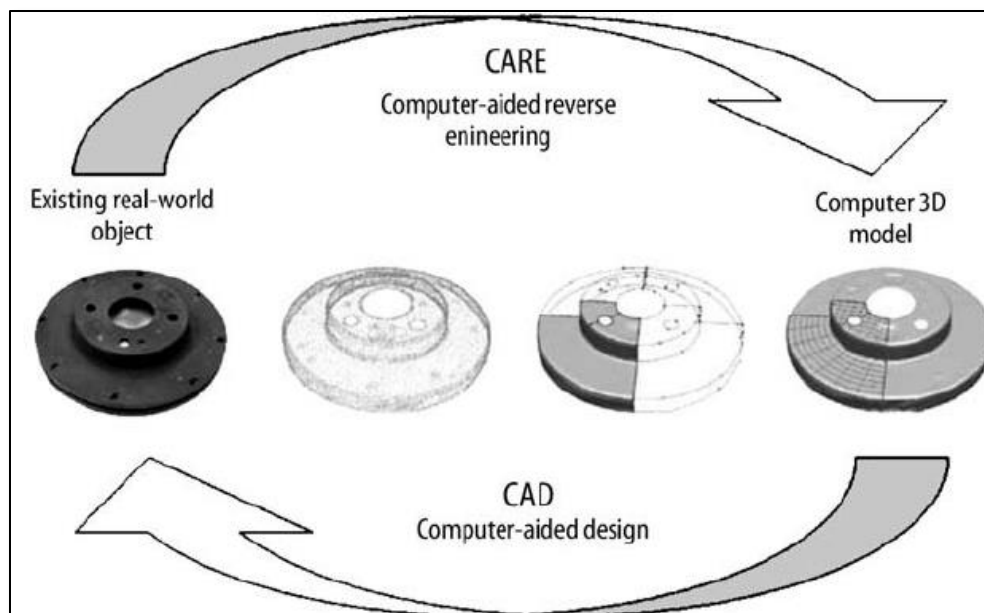 CARE
Computer-aided reverse
enineering
Existing real-world
object
Computer 3D
model
CAD
Computer-aided design